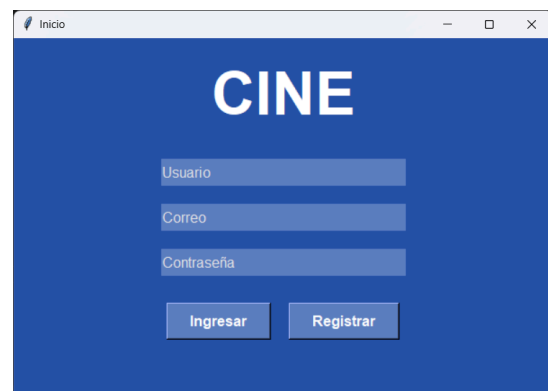 Inicio
CINE
Usuario
Correo
Contraseña
Ingresar Registrar